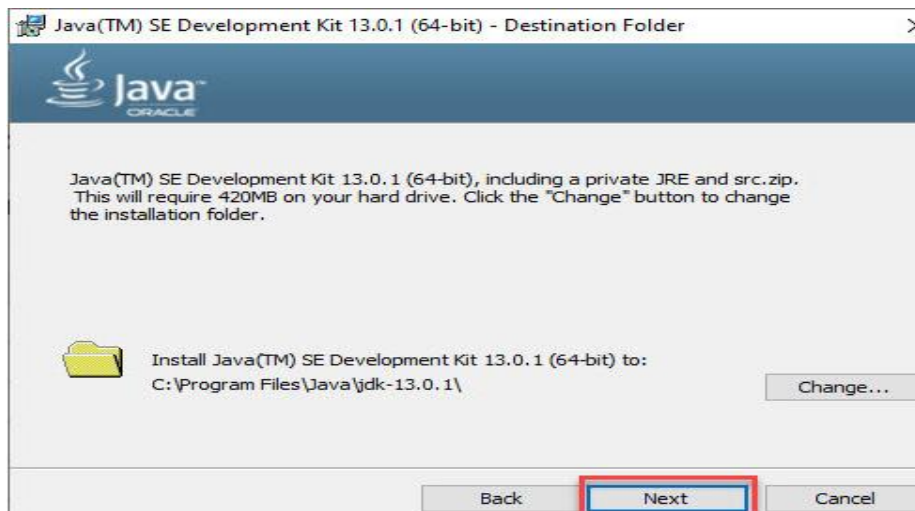 Java(TM) SE Development Kit 13.0.1 (64-bit) - Destination Folder
Java
ORACLE
Java(TM) SE Development Kit 13.0.1 (64-bit), including a private JRE and src.zip.
This will require 420MB on your hard drive. Click the "Change" button to change
the installation folder.
Install Java(TM) SE Development Kit 13.0.1 (64-bit) to:
C:\Program Files\Java\jdk-13.0.1\
Change...
Back Next Cancel